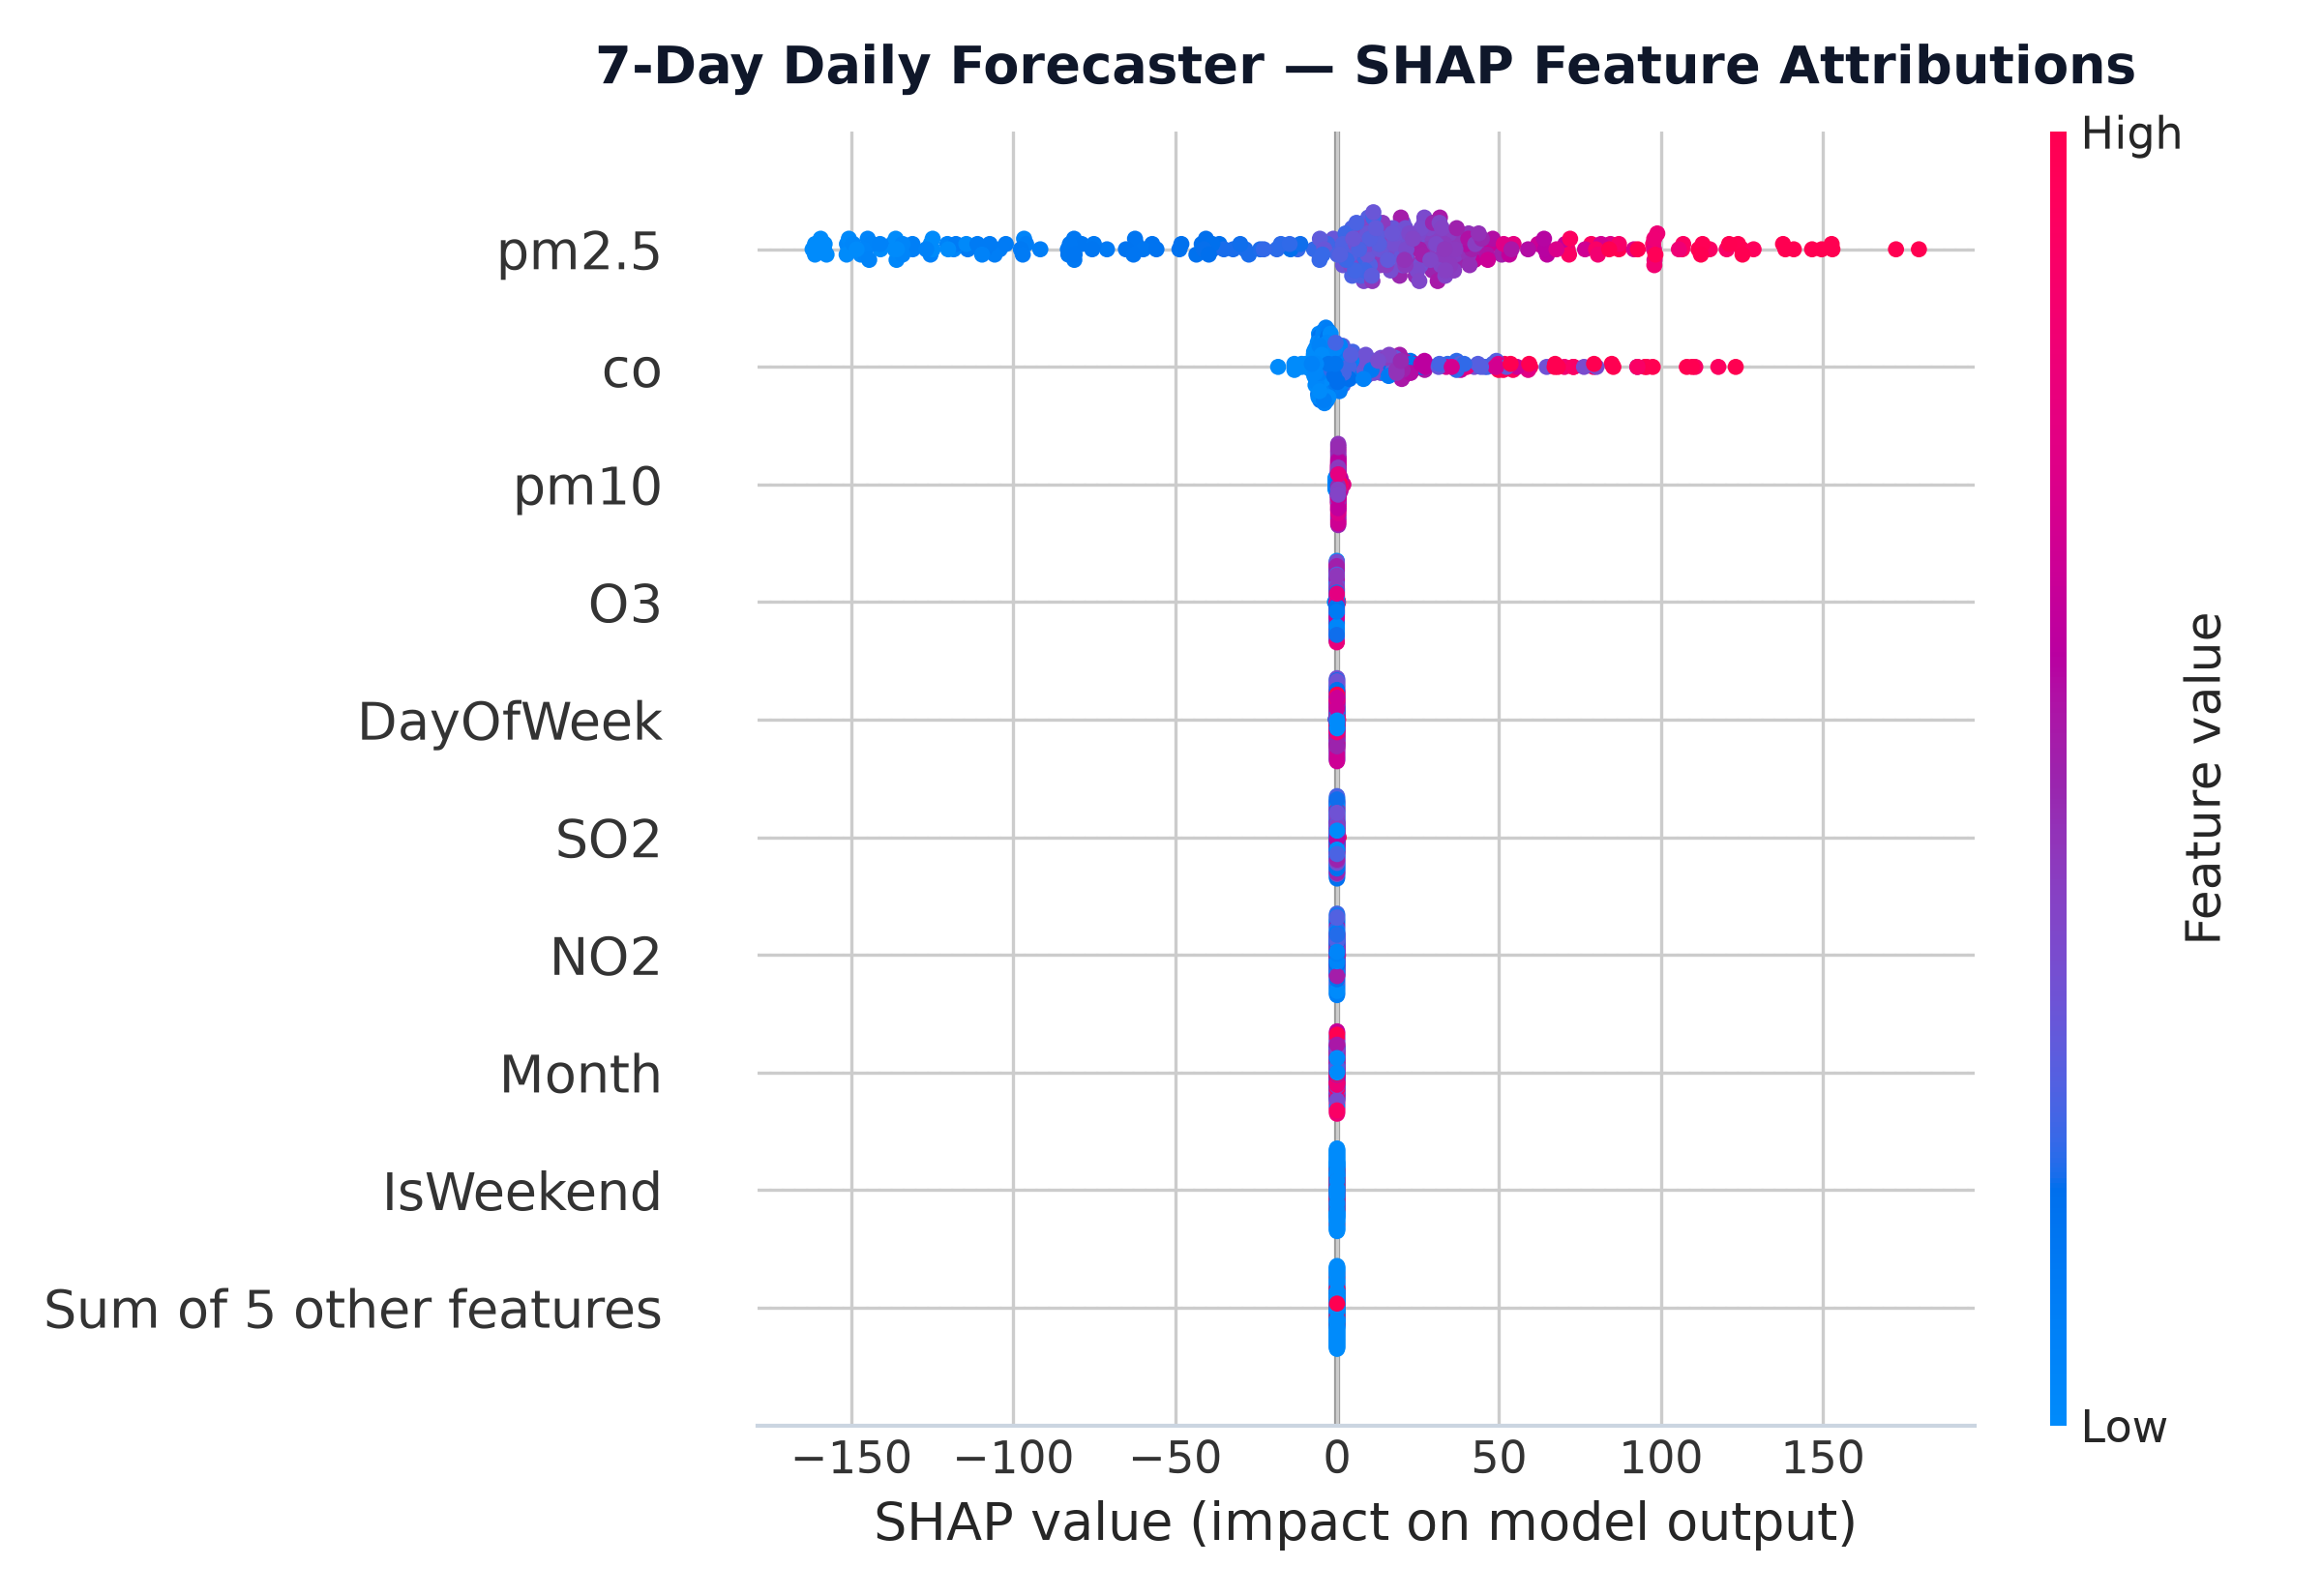 7-Day Daily Forecaster — SHAP Feature Attributions
High
pm2.5
co
pm10
O3
DayOfWeek
SO2
NO2
Month
IsWeekend
Sum of 5 other features
Feature value
Low
−150 −100 −50 0 50 100 150
SHAP value (impact on model output)